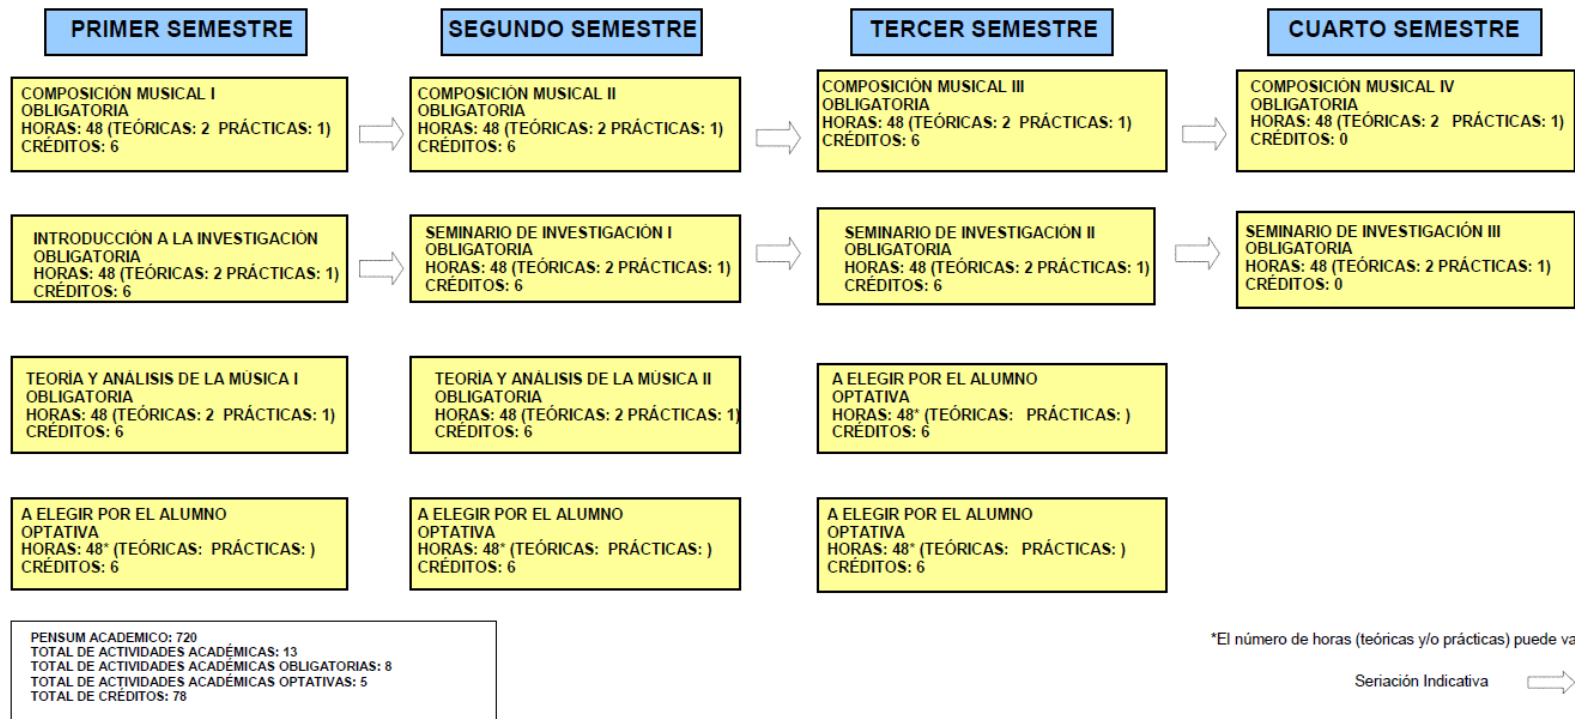 PRIMER SEMESTRE
SEGUNDO SEMESTRE
TERCER SEMESTRE
CUARTO SEMESTRE
COMPOSICIÓN MUSICAL I
OBLIGATORIA
HORAS: 48 (TEÓRICAS: 2 PRÁCTICAS: 1)
CRÉDITOS: 6
COMPOSICIÓN MUSICAL II
OBLIGATORIA
HORAS: 48 (TEÓRICAS: 2 PRÁCTICAS: 1)
CRÉDITOS: 6
COMPOSICIÓN MUSICAL III
OBLIGATORIA
HORAS: 48 (TEÓRICAS: 2 PRÁCTICAS: 1)
CRÉDITOS: 6
COMPOSICIÓN MUSICAL IV
OBLIGATORIA
HORAS: 48 (TEÓRICAS: 2 PRÁCTICAS: 1)
CRÉDITOS: 0
INTRODUCCIÓN A LA INVESTIGACIÓN
OBLIGATORIA
HORAS: 48 (TEÓRICAS: 2 PRÁCTICAS: 1)
CRÉDITOS: 6
SEMINARIO DE INVESTIGACIÓN I
OBLIGATORIA
HORAS: 48 (TEÓRICAS: 2 PRÁCTICAS: 1)
CRÉDITOS: 6
SEMINARIO DE INVESTIGACIÓN II
OBLIGATORIA
HORAS: 48 (TEÓRICAS: 2 PRÁCTICAS: 1)
CRÉDITOS: 6
SEMINARIO DE INVESTIGACIÓN III
OBLIGATORIA
HORAS: 48 (TEÓRICAS: 2 PRÁCTICAS: 1)
CRÉDITOS: 0
TEORÍA Y ANÁLISIS DE LA MÚSICA I
OBLIGATORIA
HORAS: 48 (TEÓRICAS: 2 PRÁCTICAS: 1)
CRÉDITOS: 6
TEORÍA Y ANÁLISIS DE LA MÚSICA II
OBLIGATORIA
HORAS: 48 (TEÓRICAS: 2 PRÁCTICAS: 1)
CRÉDITOS: 6
A ELEGIR POR EL ALUMNO
OPTATIVA
HORAS: 48* (TEÓRICAS: PRÁCTICAS: )
CRÉDITOS: 6
A ELEGIR POR EL ALUMNO
OPTATIVA
HORAS: 48* (TEÓRICAS: PRÁCTICAS: )
CRÉDITOS: 6
A ELEGIR POR EL ALUMNO
OPTATIVA
HORAS: 48* (TEÓRICAS: PRÁCTICAS: )
CRÉDITOS: 6
A ELEGIR POR EL ALUMNO
OPTATIVA
HORAS: 48* (TEÓRICAS: PRÁCTICAS: )
CRÉDITOS: 6
PENSUM ACADEMICO: 720
TOTAL DE ACTIVIDADES ACADÉMICAS: 13
TOTAL DE ACTIVIDADES ACADÉMICAS OBLIGATORIAS: 8
TOTAL DE ACTIVIDADES ACADÉMICAS OPTATIVAS: 5
TOTAL DE CRÉDITOS: 78
*El número de horas (teóricas y/o prácticas) puede va
Seriación Indicativa